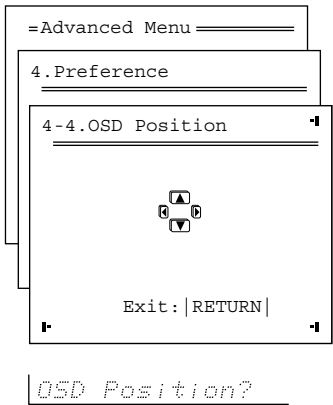 =Advanced Menu
4.Preference
4-4.OSD Position
Exit:|RETURN|
OSD Position?